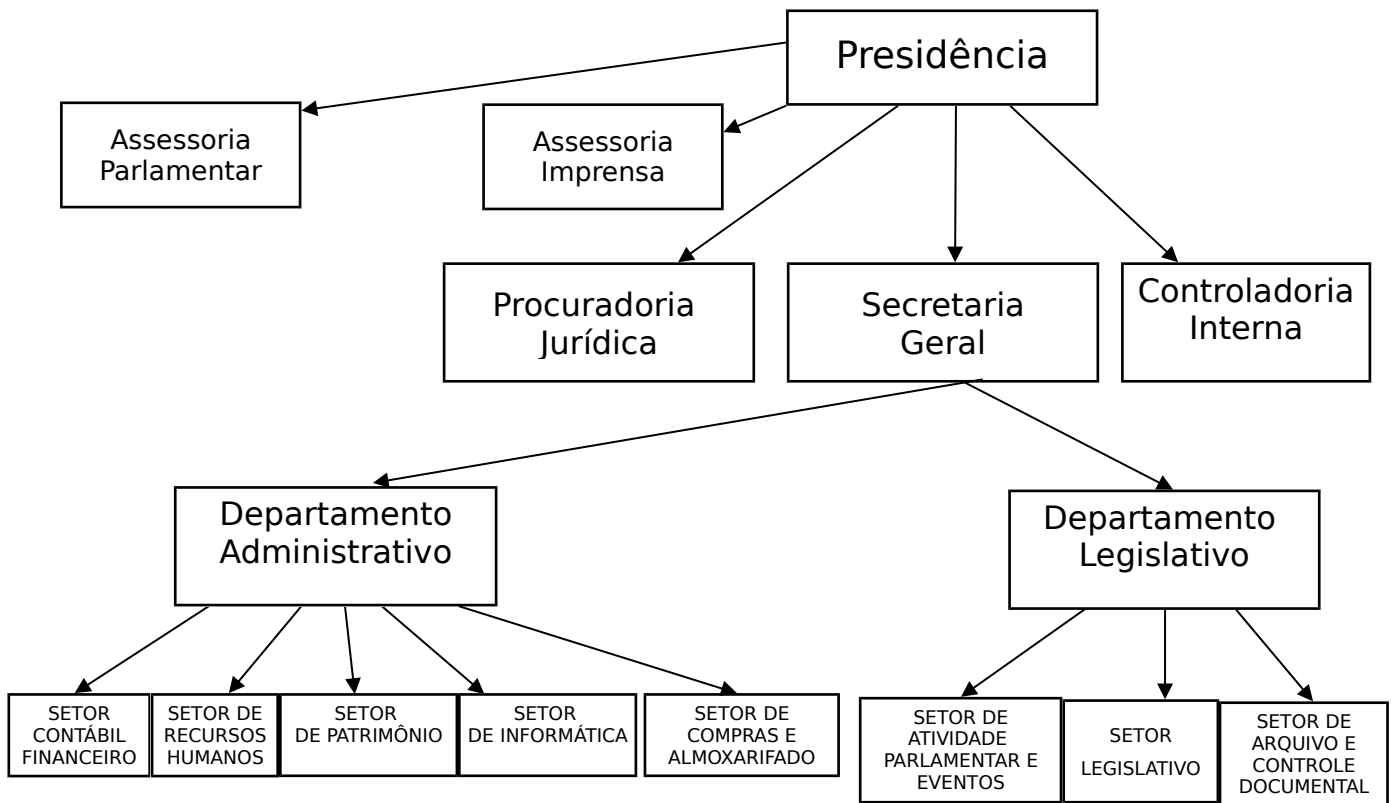 Presidência
Assessoria
Parlamentar
Assessoria
Imprensa
Procuradoria
Jurídica
Secretaria
Geral
Controladoria
Interna
Departamento
Administrativo
Departamento
Legislativo
SETOR
CONTÁBIL
FINANCEIRO
SETOR DE
RECURSOS
HUMANOS
SETOR
DE PATRIMÔNIO
SETOR
DE INFORMÁTICA
SETOR DE
COMPRAS E
ALMOXARIFADO
SETOR DE
ATIVIDADE
PARLAMENTAR E
EVENTOS
SETOR
LEGISLATIVO
SETOR DE
ARQUIVO E
CONTROLE
DOCUMENTAL